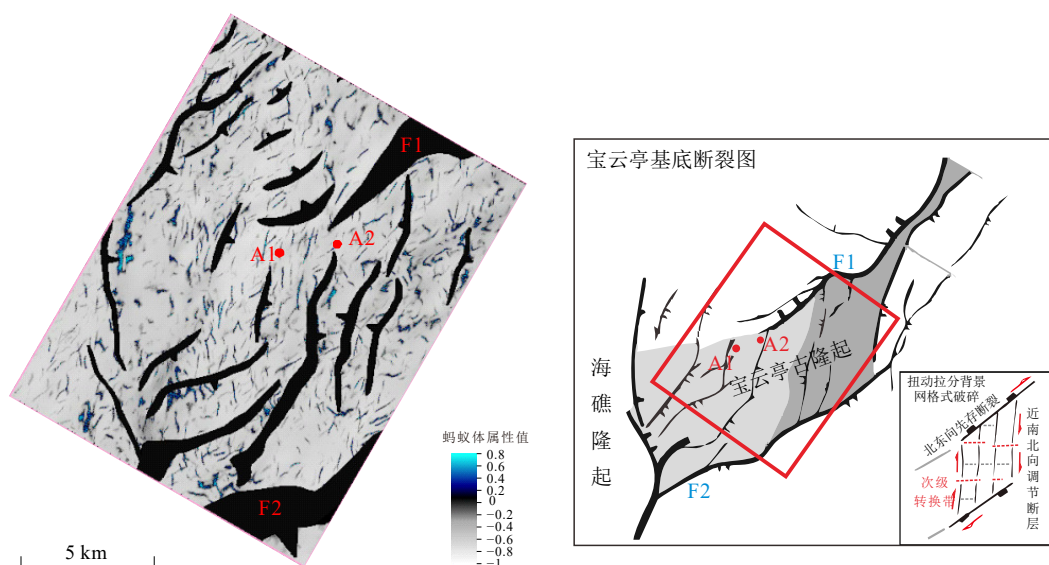 F1
A1
A2
F2
5 km
蚂蚁体属性值
0.8
0.6
0.4
0.2
0
−0.2
−0.4
−0.6
−0.8
−1
宝云亭基底断裂图
F1
A1
A2
宝云亭古隆起
海礁隆起
F2
扭动拉分背景
网格式破碎
北东向先存断裂
近南北向调节断层
次级
转换带